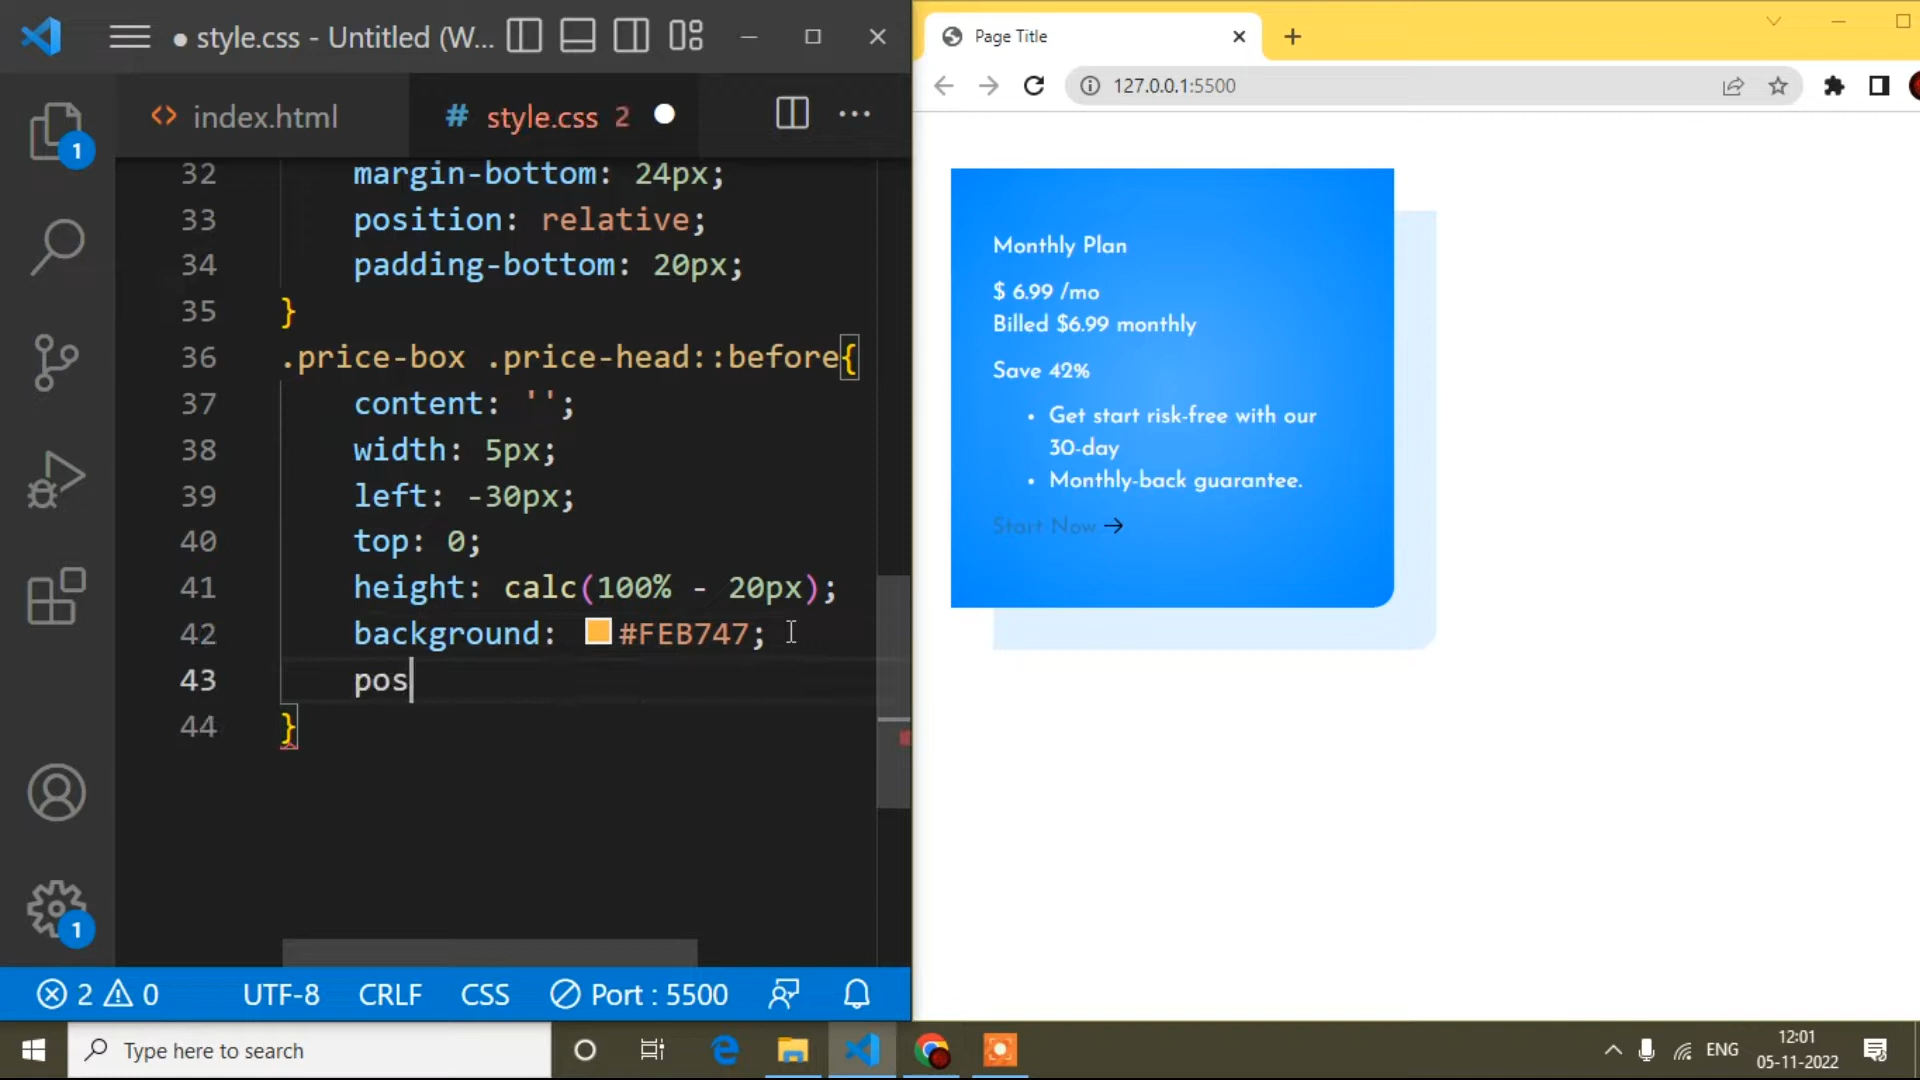 ● style.css - Untitled (W...
index.html
# style.css 2
1
32 margin-bottom: 24px;
33 position: relative;
34 padding-bottom: 20px;
35 }
36 .price-box .price-head::before{
37 content: '';
38 width: 5px;
39 left: -30px;
40 top: 0;
41 height: calc(100% - 20px);
42 background: #FEB747;
43 pos
44 }
1
2 0 UTF-8 CRLF CSS Port : 5500
Page Title
127.0.0.1:5500
Monthly Plan
$ 6.99 /mo
Billed $6.99 monthly
Save 42%
• Get start risk-free with our
30-day
• Monthly-back guarantee.
Start Now →
Type here to search
ENG
12:01
05-11-2022